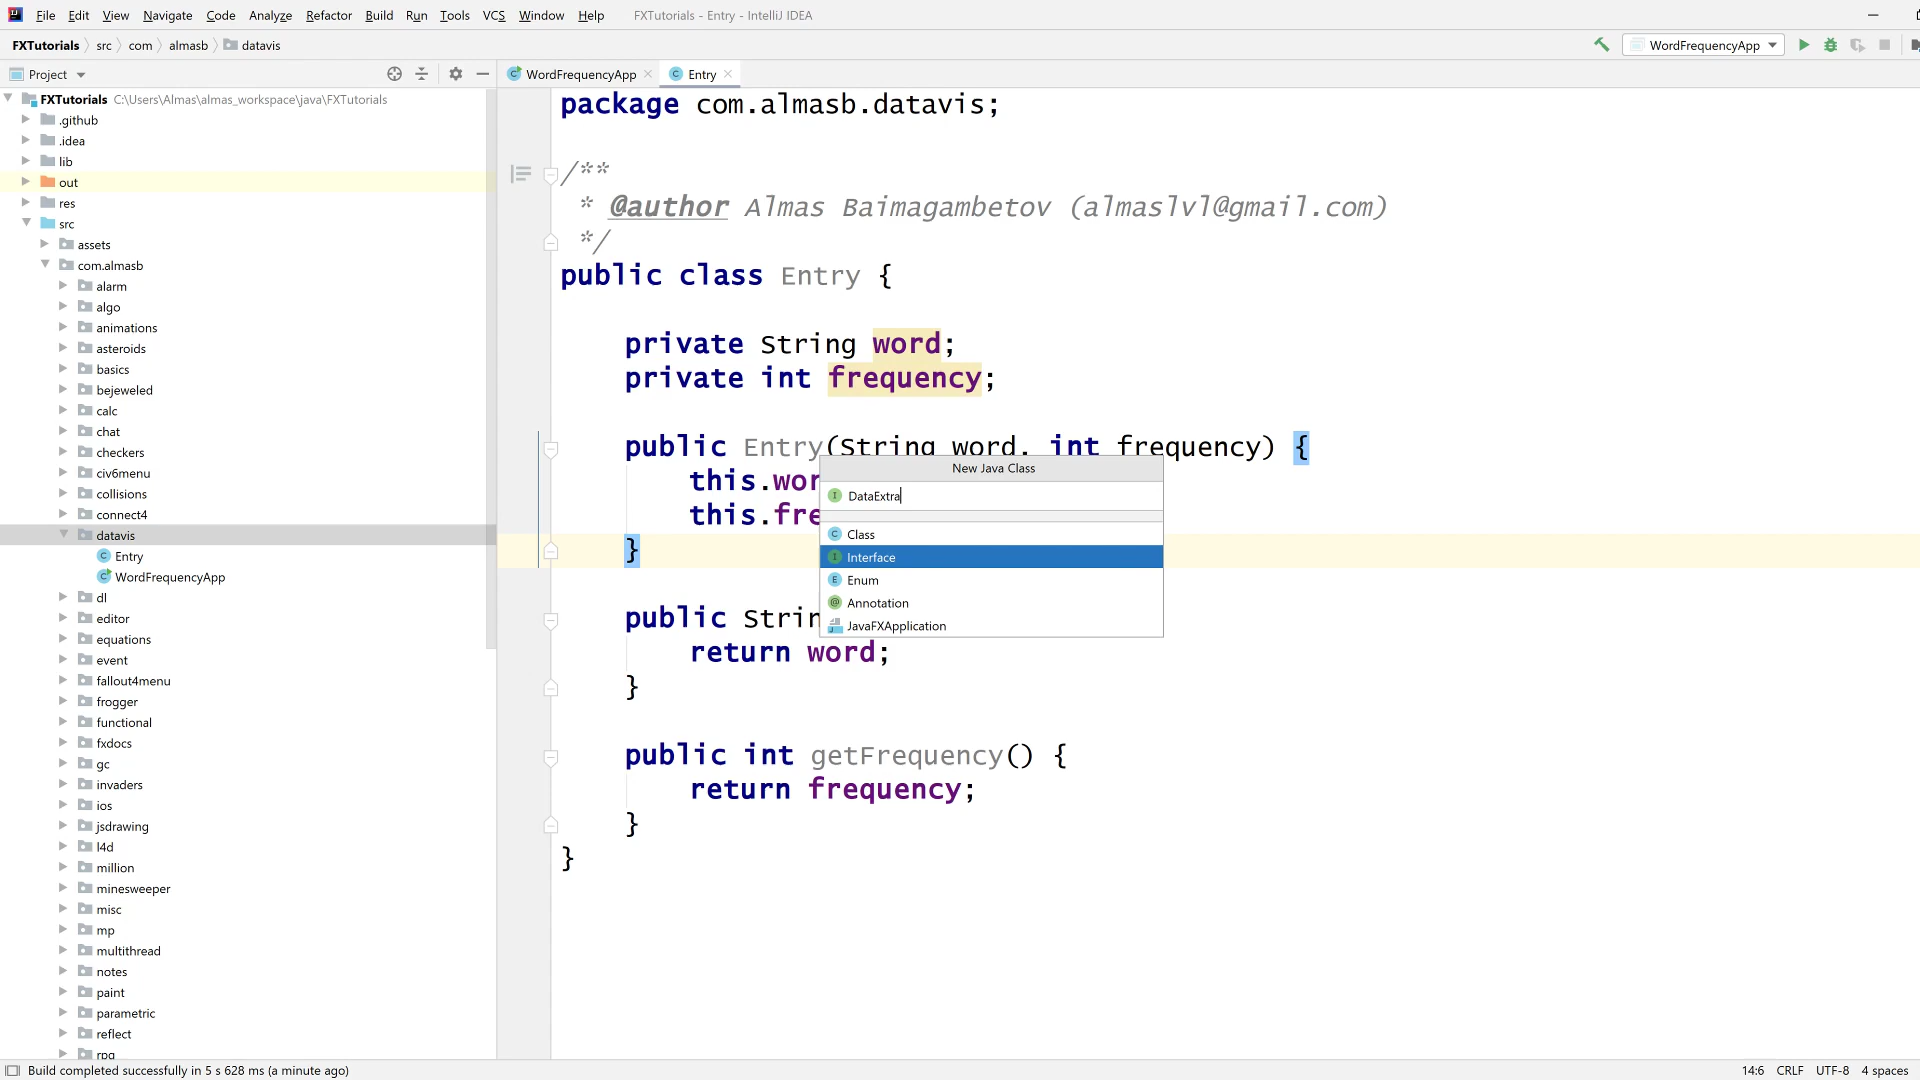 File Edit View Navigate Code Analyze Refactor Build Run Tools VCS Window Help FXTutorials - Entry - IntelliJ IDEA
FXTutorials src com almasb datavis WordFrequencyApp
Project WordFrequencyApp Entry
FXTutorials C:\Users\Almas\almas_workspace\java\FXTutorials
.github
.idea
lib
out
res
src
assets
com.almasb
alarm
algo
animations
asteroids
basics
bejeweled
calc
chat
checkers
civ6menu
collisions
connect4
datavis
Entry
WordFrequencyApp
dl
editor
equations
event
fallout4menu
frogger
functional
fxdocs
gc
invaders
ios
jsdrawing
l4d
million
minesweeper
misc
mp
multithread
notes
paint
parametric
reflect
rpg
package com.almasb.datavis;
/**
* @author Almas Baimagambetov (almaslvl@gmail.com)
*/
public class Entry {
private String word;
private int frequency;
public Entry(String word, int frequency) {
this.wor
this.fre
}
public Strin
return word;
}
public int getFrequency() {
return frequency;
}
}
New Java Class
DataExtra
Class
Interface
Enum
Annotation
JavaFXApplication
Build completed successfully in 5 s 628 ms (a minute ago) 14:6 CRLF UTF-8 4 spaces